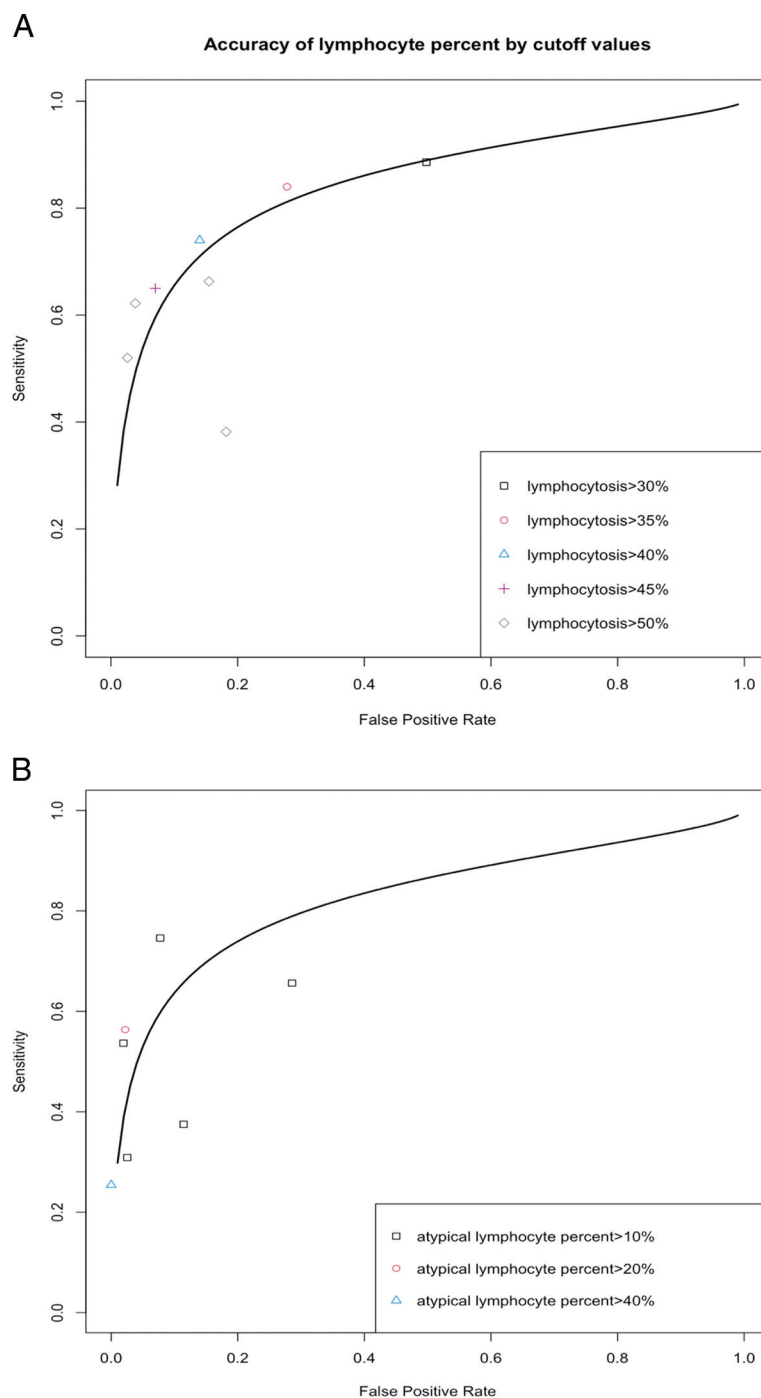 A
Accuracy of lymphocyte percent by cutoff values
1.0
0.8
0.6
0.4
0.2
0.0
Sensitivity
lymphocytosis>30%
lymphocytosis>35%
lymphocytosis>40%
lymphocytosis>45%
lymphocytosis>50%
0.0 0.2 0.4 0.6 0.8 1.0
False Positive Rate
B
1.0
0.8
0.6
0.4
0.2
0.0
Sensitivity
atypical lymphocyte percent>10%
atypical lymphocyte percent>20%
atypical lymphocyte percent>40%
0.0 0.2 0.4 0.6 0.8 1.0
False Positive Rate